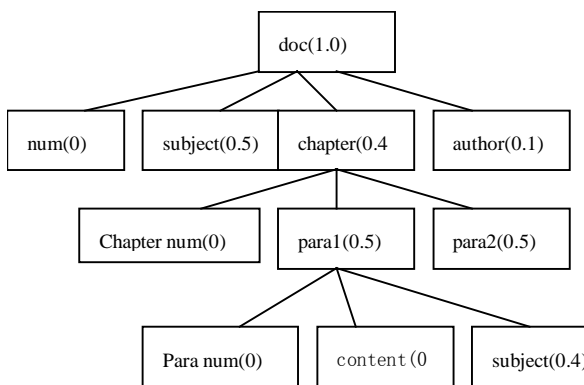 doc(1.0)
num(0)
subject(0.5)
chapter(0.4
author(0.1)
Chapter num(0)
para1(0.5)
para2(0.5)
Para num(0)
content(0
subject(0.4)